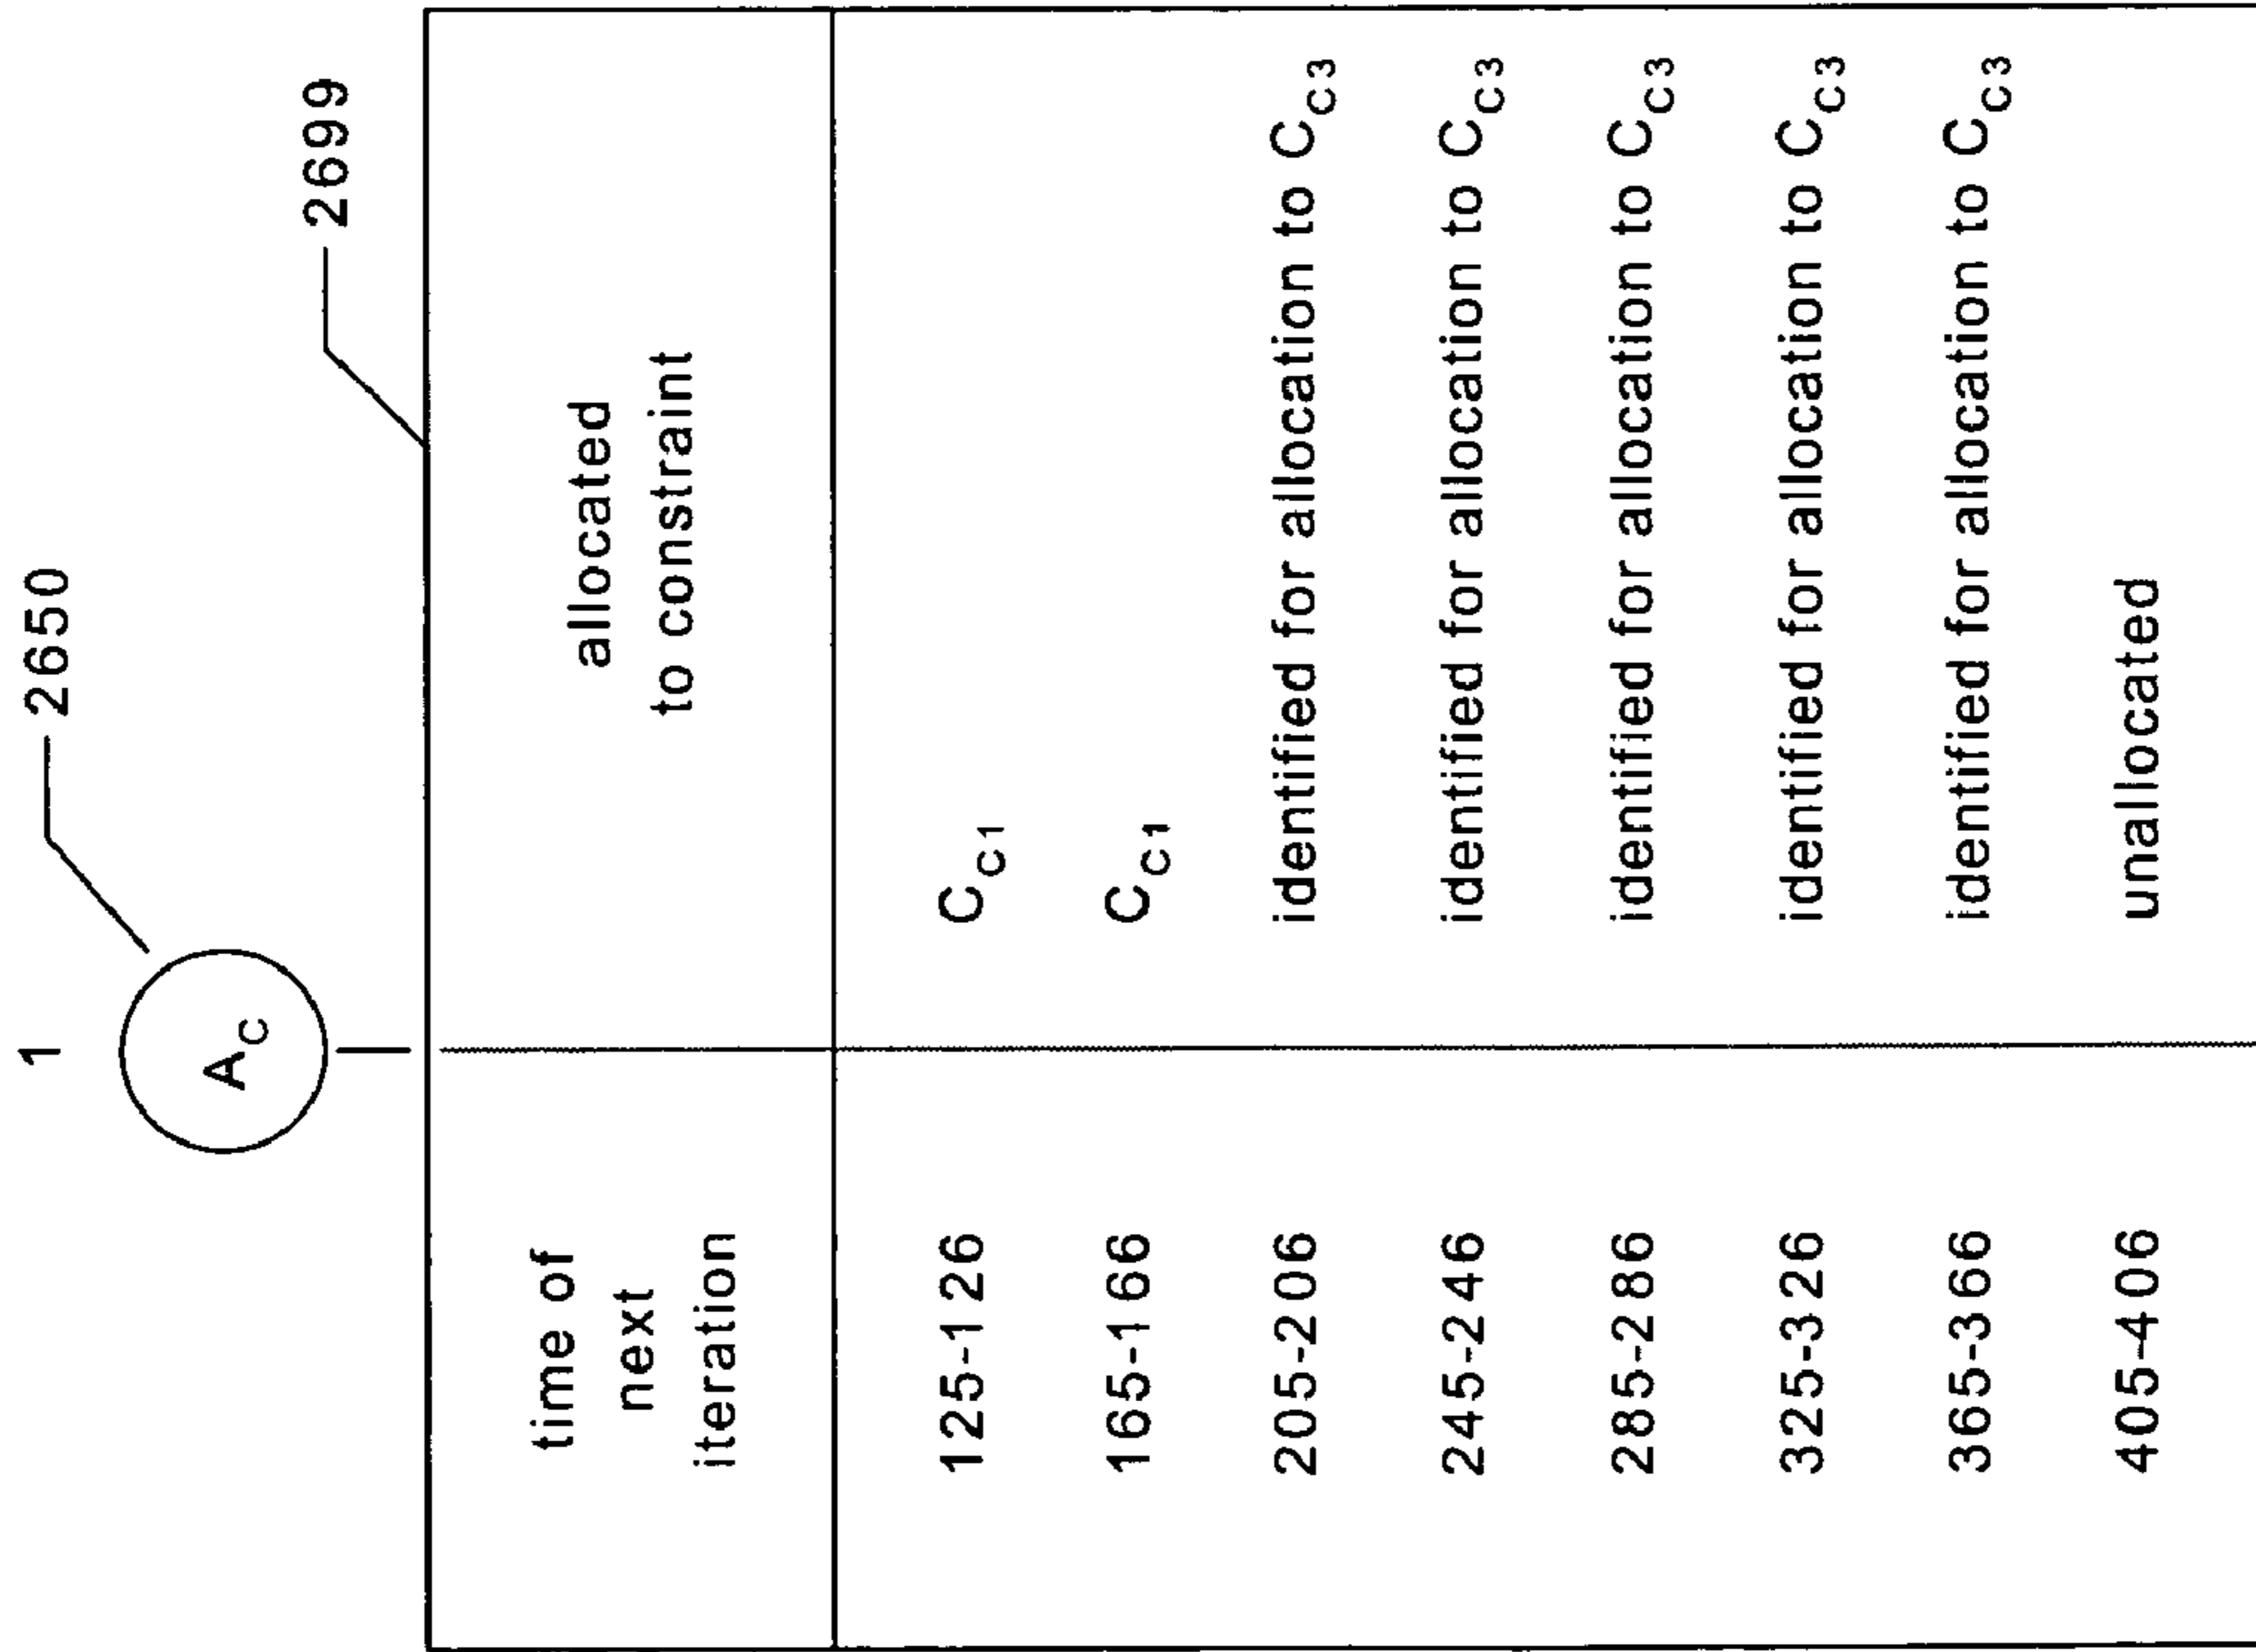 1
2650
A_C
2699
time of
next
iteration
allocated
to constraint
125-126 C_c1
165-166 C_c1
205-206 identified for allocation to C_c3
245-246 identified for allocation to C_c3
285-286 identified for allocation to C_c3
325-326 identified for allocation to C_c3
365-366 identified for allocation to C_c3
405-406 unallocated